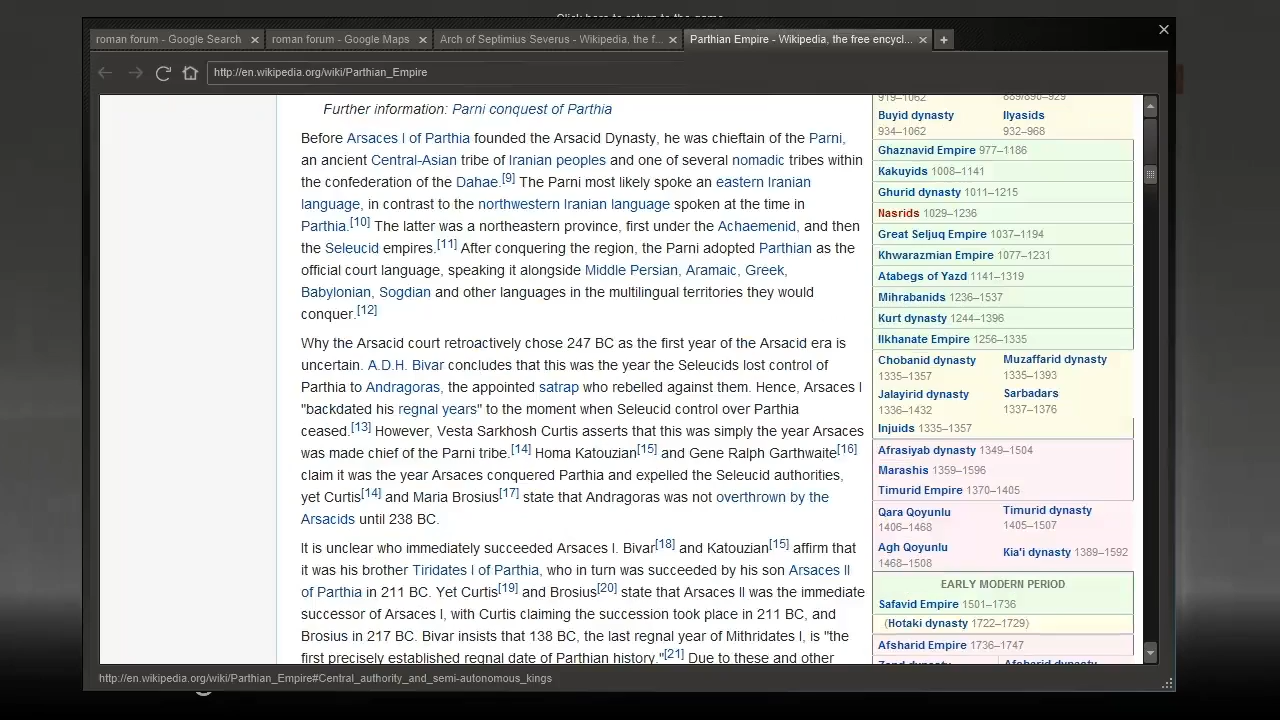 Click here to return to the game
roman forum - Google Search
roman forum - Google Maps
Arch of Septimius Severus - Wikipedia, the f...
Parthian Empire - Wikipedia, the free encycl...
http://en.wikipedia.org/wiki/Parthian_Empire
Further information: Parni conquest of Parthia
Before Arsaces I of Parthia founded the Arsacid Dynasty, he was chieftain of the Parni,
an ancient Central-Asian tribe of Iranian peoples and one of several nomadic tribes within
the confederation of the Dahae.[9] The Parni most likely spoke an eastern Iranian
language, in contrast to the northwestern Iranian language spoken at the time in
Parthia.[10] The latter was a northeastern province, first under the Achaemenid, and then
the Seleucid empires.[11] After conquering the region, the Parni adopted Parthian as the
official court language, speaking it alongside Middle Persian, Aramaic, Greek,
Babylonian, Sogdian and other languages in the multilingual territories they would
conquer.[12]
Why the Arsacid court retroactively chose 247 BC as the first year of the Arsacid era is
uncertain. A.D.H. Bivar concludes that this was the year the Seleucids lost control of
Parthia to Andragoras, the appointed satrap who rebelled against them. Hence, Arsaces I
"backdated his regnal years" to the moment when Seleucid control over Parthia
ceased.[13] However, Vesta Sarkhosh Curtis asserts that this was simply the year Arsaces
was made chief of the Parni tribe.[14] Homa Katouzian[15] and Gene Ralph Garthwaite[16]
claim it was the year Arsaces conquered Parthia and expelled the Seleucid authorities,
yet Curtis[14] and Maria Brosius[17] state that Andragoras was not overthrown by the
Arsacids until 238 BC.
It is unclear who immediately succeeded Arsaces I. Bivar[18] and Katouzian[15] affirm that
it was his brother Tiridates I of Parthia, who in turn was succeeded by his son Arsaces II
of Parthia in 211 BC. Yet Curtis[19] and Brosius[20] state that Arsaces II was the immediate
successor of Arsaces I, with Curtis claiming the succession took place in 211 BC, and
Brosius in 217 BC. Bivar insists that 138 BC, the last regnal year of Mithridates I, is "the
first precisely established regnal date of Parthian history."[21] Due to these and other
919–1062 889/890–929
Buyid dynasty Ilyasids
934–1062 932–968
Ghaznavid Empire 977–1186
Kakuyids 1008–1141
Ghurid dynasty 1011–1215
Nasrids 1029–1236
Great Seljuq Empire 1037–1194
Khwarazmian Empire 1077–1231
Atabegs of Yazd 1141–1319
Mihrabanids 1236–1537
Kurt dynasty 1244–1396
Ilkhanate Empire 1256–1335
Chobanid dynasty Muzaffarid dynasty
1335–1357 1335–1393
Jalayirid dynasty Sarbadars
1336–1432 1337–1376
Injuids 1335–1357
Afrasiyab dynasty 1349–1504
Marashis 1359–1596
Timurid Empire 1370–1405
Qara Qoyunlu Timurid dynasty
1406–1468 1405–1507
Agh Qoyunlu Kia'i dynasty 1389–1592
1468–1508
EARLY MODERN PERIOD
Safavid Empire 1501–1736
(Hotaki dynasty 1722–1729)
Afsharid Empire 1736–1747
Zand dynasty Afsharid dynasty
http://en.wikipedia.org/wiki/Parthian_Empire#Central_authority_and_semi-autonomous_kings